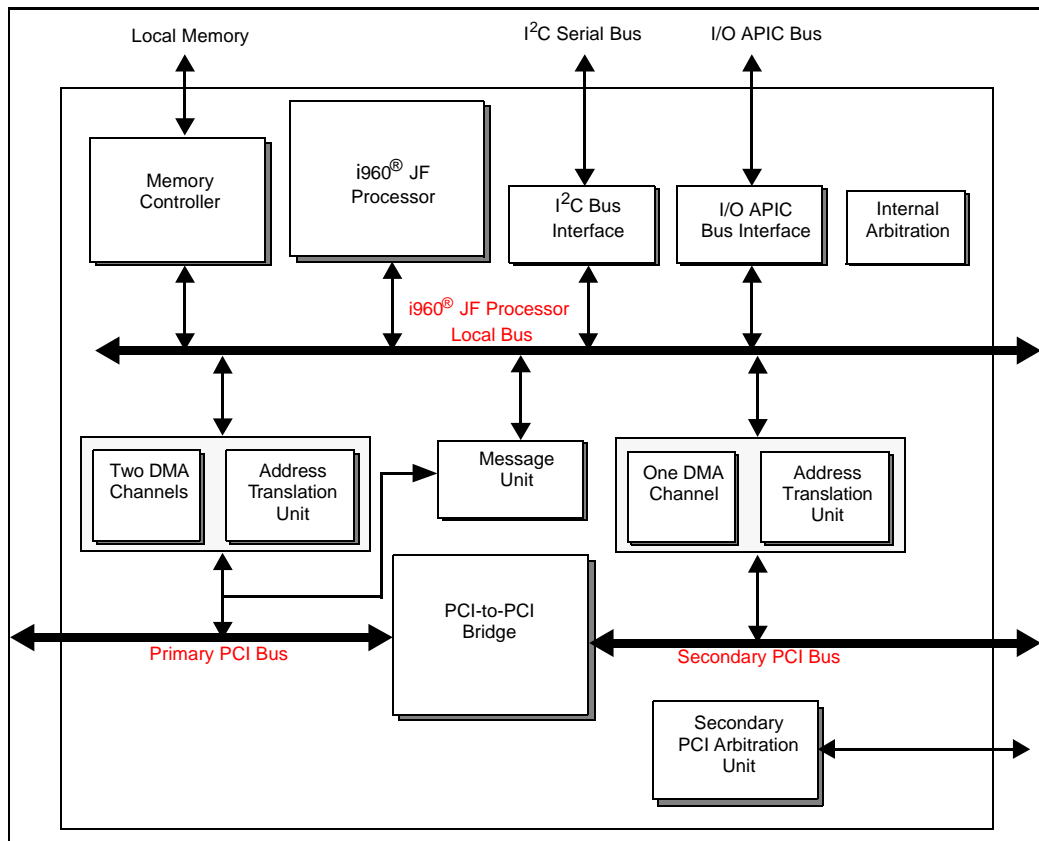 Local Memory
I²C Serial Bus
I/O APIC Bus
Memory
Controller
i960® JF
Processor
I²C Bus
Interface
I/O APIC
Bus Interface
Internal
Arbitration
i960® JF Processor
Local Bus
Two DMA
Channels
Address
Translation
Unit
Message
Unit
One DMA
Channel
Address
Translation
Unit
PCI-to-PCI
Bridge
Primary PCI Bus
Secondary PCI Bus
Secondary
PCI Arbitration
Unit